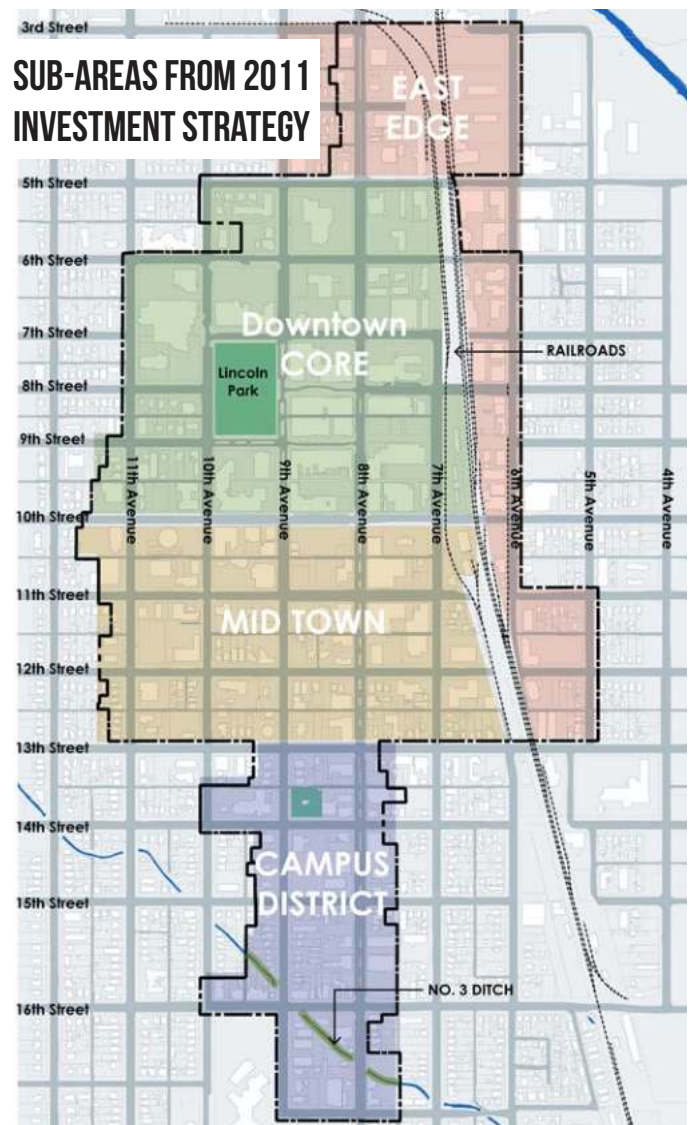 3rd Street
SUB-AREAS FROM 2011
INVESTMENT STRATEGY
EAST
EDGE
5th Street
6th Street
7th Street
Downtown
CORE
RAILROADS
Lincoln
Park
8th Street
9th Street
11th Avenue
10th Avenue
9th Avenue
8th Avenue
7th Avenue
6th Avenue
5th Avenue
4th Avenue
10th Street
11th Street
MID TOWN
12th Street
13th Street
14th Street
CAMPUS
DISTRICT
15th Street
NO. 3 DITCH
16th Street